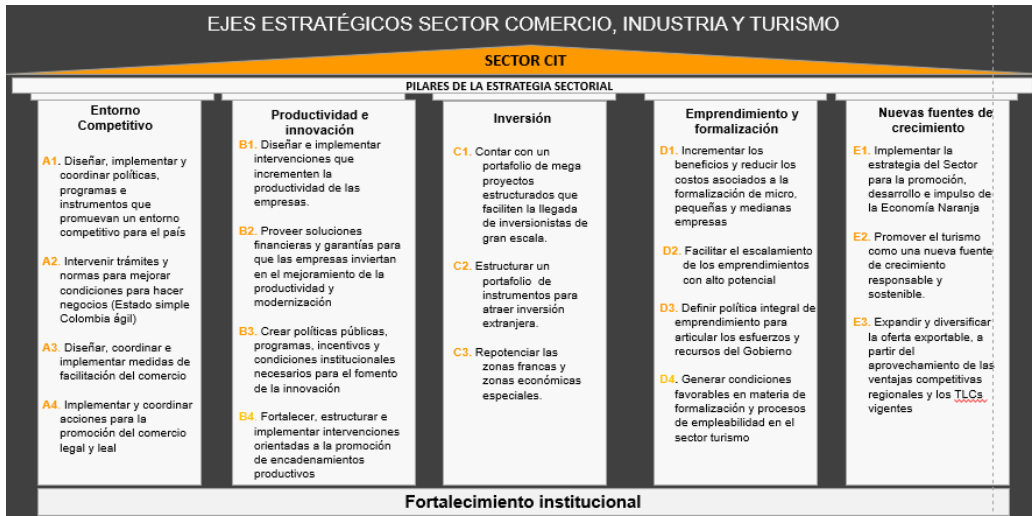 EJES ESTRATÉGICOS SECTOR COMERCIO, INDUSTRIA Y TURISMO
SECTOR CIT
PILARES DE LA ESTRATEGIA SECTORIAL
Entorno
Competitivo
A1. Diseñar, implementar y
coordinar políticas,
programas e
instrumentos que
promuevan un entorno
competitivo para el país
A2. Intervenir trámites y
normas para mejorar
condiciones para hacer
negocios (Estado simple
Colombia ágil)
A3. Diseñar, coordinar e
implementar medidas de
facilitación del comercio
A4. Implementar y coordinar
acciones para la
promoción del comercio
legal y leal
Productividad e
innovación
B1. Diseñar e implementar
intervenciones que
incrementen la
productividad de las
empresas.
B2. Proveer soluciones
financieras y garantías para
que las empresas inviertan
en el mejoramiento de la
productividad y
modernización
B3. Crear políticas públicas,
programas, incentivos y
condiciones institucionales
necesarios para el fomento
de la innovación
B4. Fortalecer, estructurar e
implementar intervenciones
orientadas a la promoción
de encadenamientos
productivos
Inversión
C1. Contar con un
portafolio de mega
proyectos
estructurados que
faciliten la llegada
de inversionistas de
gran escala.
C2. Estructurar un
portafolio de
instrumentos para
atraer inversión
extranjera.
C3. Repotenciar las
zonas francas y
zonas económicas
especiales.
Emprendimiento y
formalización
D1. Incrementar los
beneficios y reducir los
costos asociados a la
formalización de micro,
pequeñas y medianas
empresas
D2. Facilitar el escalamiento
de los emprendimientos
con alto potencial
D3. Definir política integral de
emprendimiento para
articular los esfuerzos y
recursos del Gobierno
D4. Generar condiciones
favorables en materia de
formalización y procesos
de empleabilidad en el
sector turismo
Nuevas fuentes de
crecimiento
E1. Implementar la
estrategia del Sector
para la promoción,
desarrollo e impulso de
la Economía Naranja
E2. Promover el turismo
como una nueva fuente
de crecimiento
responsable y
sostenible.
E3. Expandir y diversificar
la oferta exportable, a
partir del
aprovechamiento de las
ventajas competitivas
regionales y los TLCs
vigentes
Fortalecimiento institucional